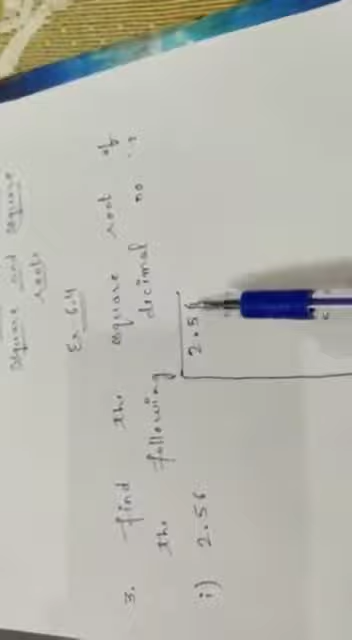 Square and square
roots
Ex 6.4
3. find the square root of
the following decimal no :?
i) 2.56
2.56